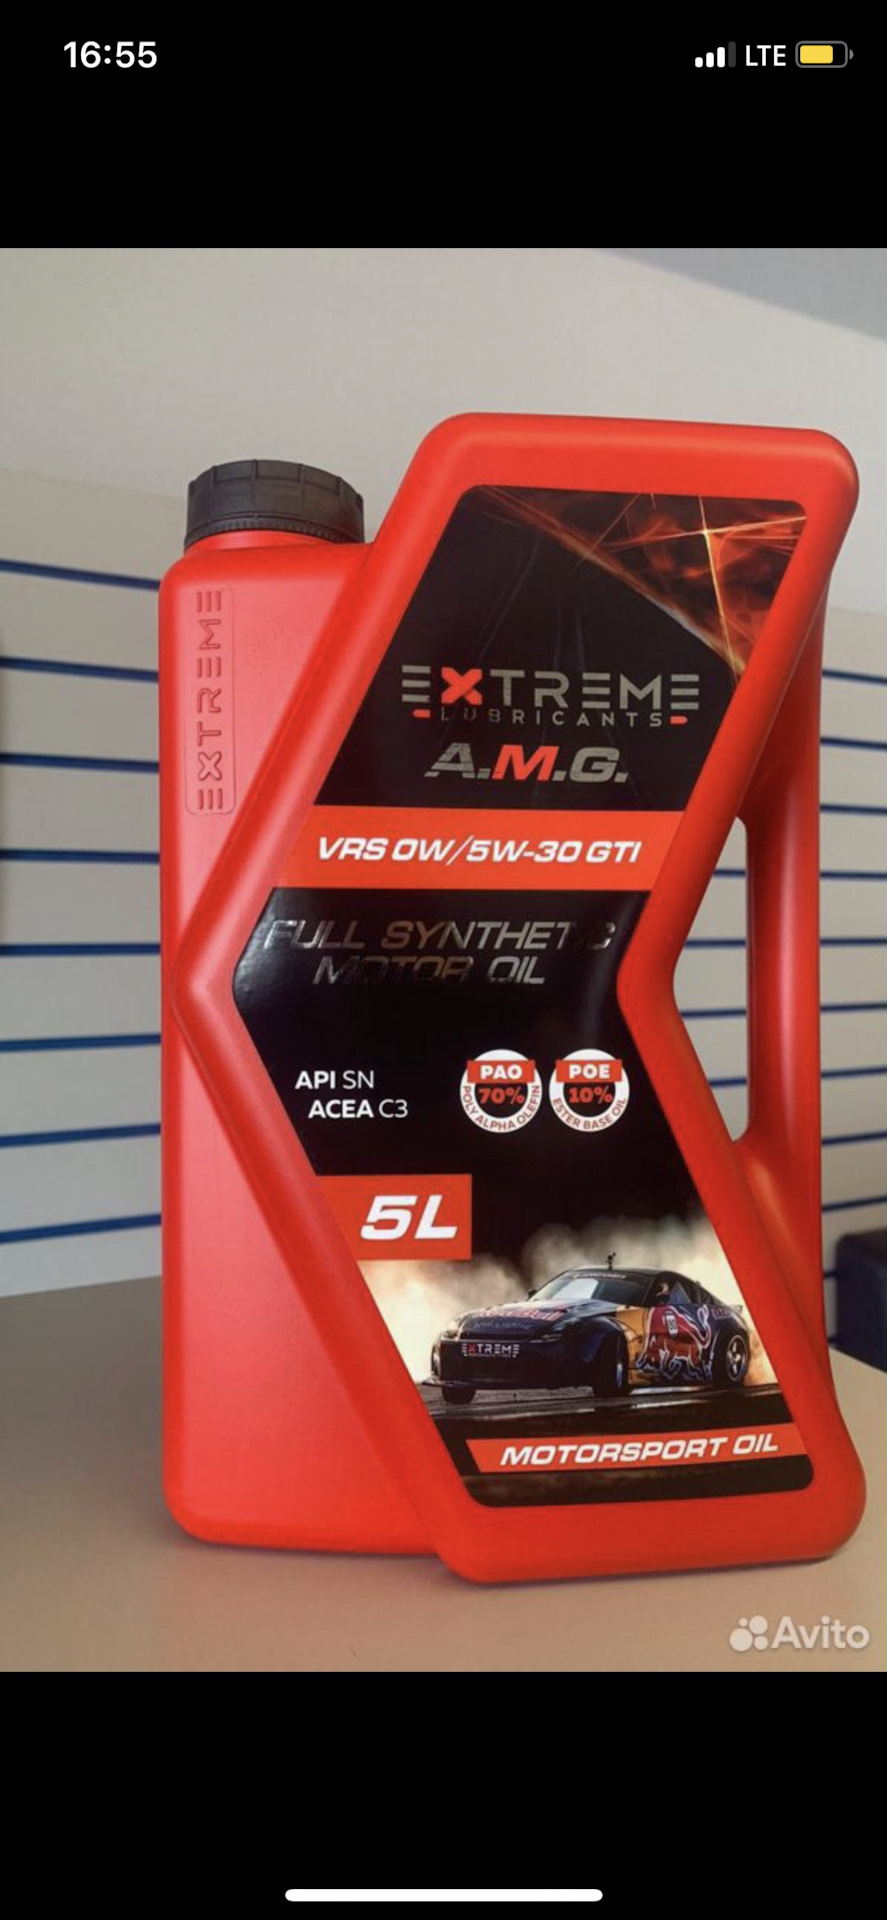 16:55
LTE
EXTREME
EXTREME
LUBRICANTS
A.M.G.
VRS 0W/5W-30 GTI
FULL SYNTHETIC
MOTOR OIL
API SN
ACEA C3
PAO
70%
POLY ALPHA OLEFIN
POE
10%
ESTER BASE OIL
5L
EXTREME
MOTORSPORT OIL
Avito